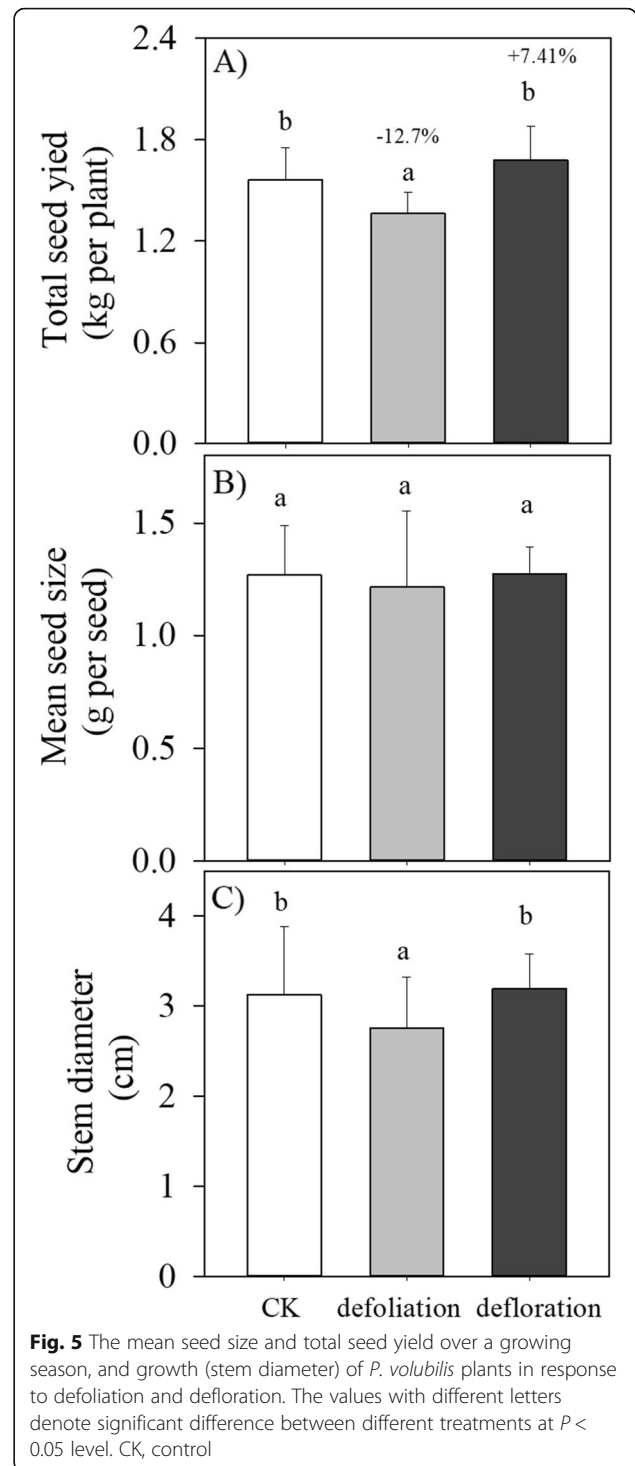 A)
+7.41%
b
b
-12.7%
a
Total seed yied
(kg per plant)
2.4
1.8
1.2
0.6
0.0
B)
a
a
a
Mean seed size
(g per seed)
1.5
1.0
0.5
0.0
C)
b
a
b
Stem diameter
(cm)
4
3
2
1
0
CK defoliation defloration
Fig. 5 The mean seed size and total seed yield over a growing
season, and growth (stem diameter) of P. volubilis plants in response
to defoliation and defloration. The values with different letters
denote significant difference between different treatments at P <
0.05 level. CK, control